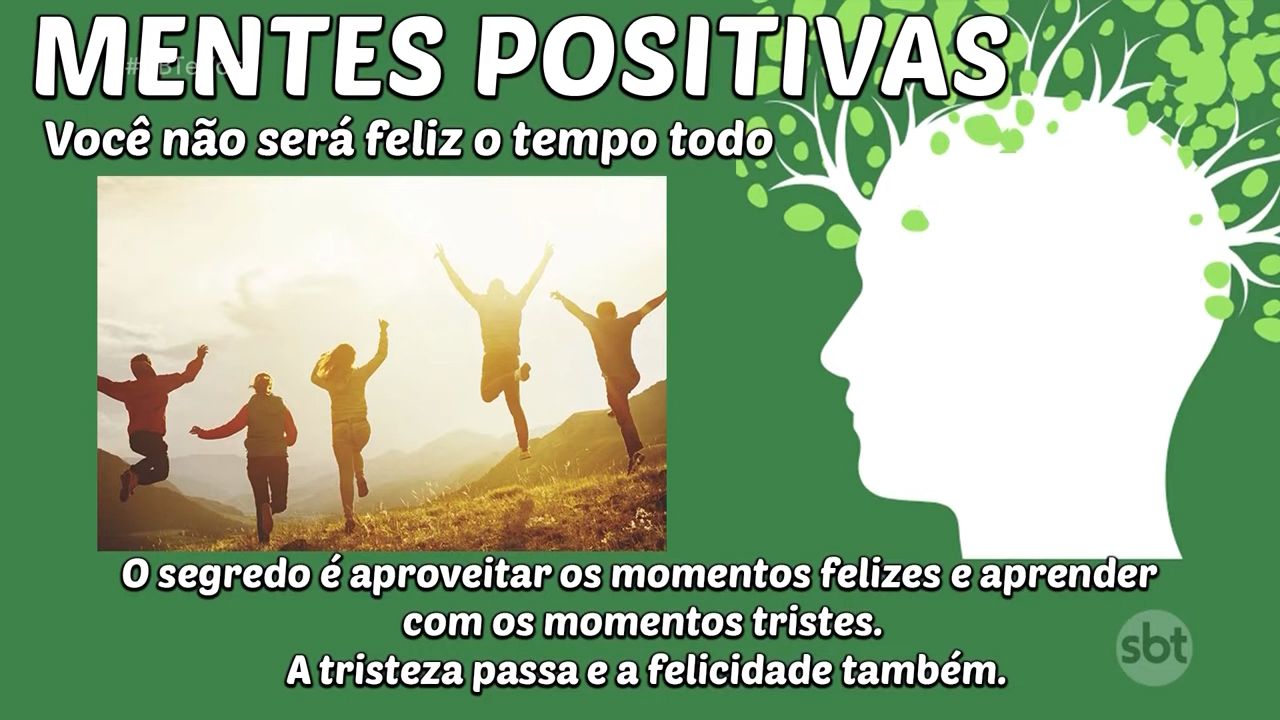 MENTES POSITIVAS
Você não será feliz o tempo todo
O segredo é aproveitar os momentos felizes e aprender
com os momentos tristes.
A tristeza passa e a felicidade também.
sbt